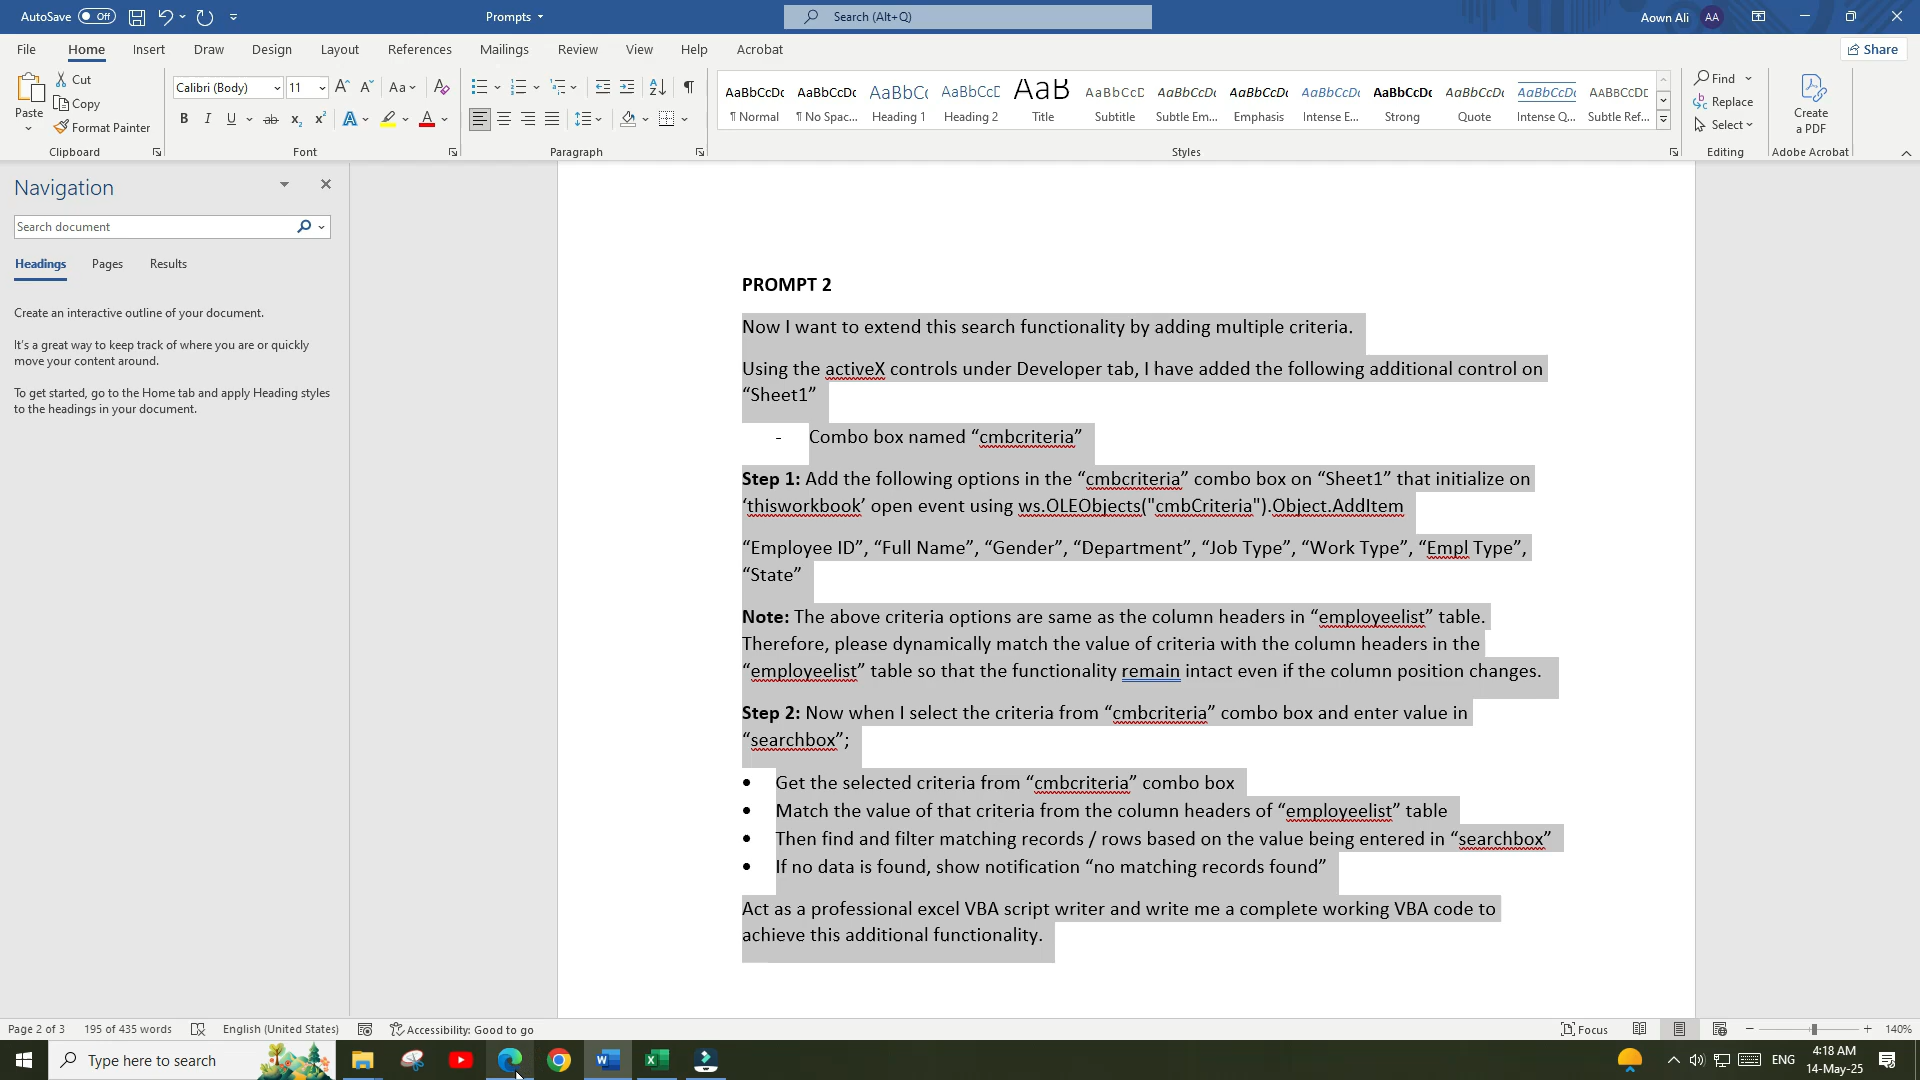 AutoSave Off
Prompts
Search (Alt+Q)
Aown Ali AA
File Home Insert Draw Design Layout References Mailings Review View Help Acrobat
Share
Paste
Cut
Copy
Format Painter
Clipboard
Calibri (Body) 11
Font
Paragraph
AaBbCcDc AaBbCcDc AaBbCc AaBbCcE AaB AaBbCcD AaBbCcDc AaBbCcDc AaBbCcDc AaBbCcDc AaBbCcDc AaBbCcDc AaBbCcDc
¶ Normal ¶ No Spac... Heading 1 Heading 2 Title Subtitle Subtle Em... Emphasis Intense E... Strong Quote Intense Q... Subtle Ref...
Styles
Find
Replace
Select
Editing
Create
a PDF
Adobe Acrobat
Navigation
Search document
Headings Pages Results
Create an interactive outline of your document.
It's a great way to keep track of where you are or quickly
move your content around.
To get started, go to the Home tab and apply Heading styles
to the headings in your document.
PROMPT 2
Now I want to extend this search functionality by adding multiple criteria.
Using the activeX controls under Developer tab, I have added the following additional control on
“Sheet1”
- Combo box named “cmbcriteria”
Step 1: Add the following options in the “cmbcriteria” combo box on “Sheet1” that initialize on
‘thisworkbook’ open event using ws.OLEObjects("cmbCriteria").Object.AddItem
“Employee ID”, “Full Name”, “Gender”, “Department”, “Job Type”, “Work Type”, “Empl Type”,
“State”
Note: The above criteria options are same as the column headers in “employeelist” table.
Therefore, please dynamically match the value of criteria with the column headers in the
“employeelist” table so that the functionality remain intact even if the column position changes.
Step 2: Now when I select the criteria from “cmbcriteria” combo box and enter value in
“searchbox”;
• Get the selected criteria from “cmbcriteria” combo box
• Match the value of that criteria from the column headers of “employeelist” table
• Then find and filter matching records / rows based on the value being entered in “searchbox”
• If no data is found, show notification “no matching records found”
Act as a professional excel VBA script writer and write me a complete working VBA code to
achieve this additional functionality.
Page 2 of 3 195 of 435 words English (United States) Accessibility: Good to go
Focus 140%
Type here to search
ENG
4:18 AM
14-May-25